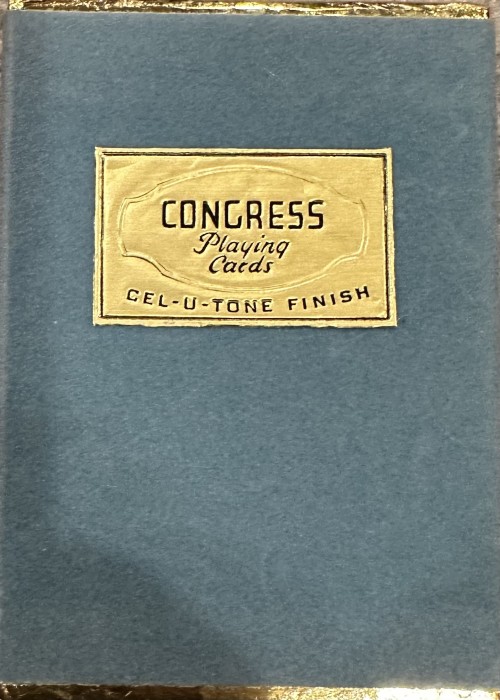 CONGRESS
Playing
Cards
CEL-U-TONE FINISH